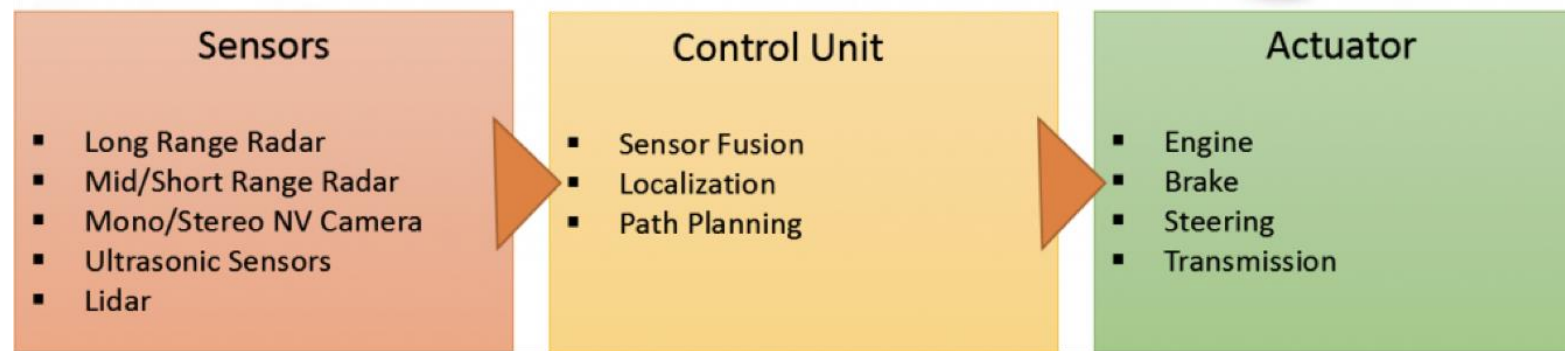 Sensors
▪ Long Range Radar
▪ Mid/Short Range Radar
▪ Mono/Stereo NV Camera
▪ Ultrasonic Sensors
▪ Lidar
Control Unit
▪ Sensor Fusion
▪ Localization
▪ Path Planning
Actuator
▪ Engine
▪ Brake
▪ Steering
▪ Transmission